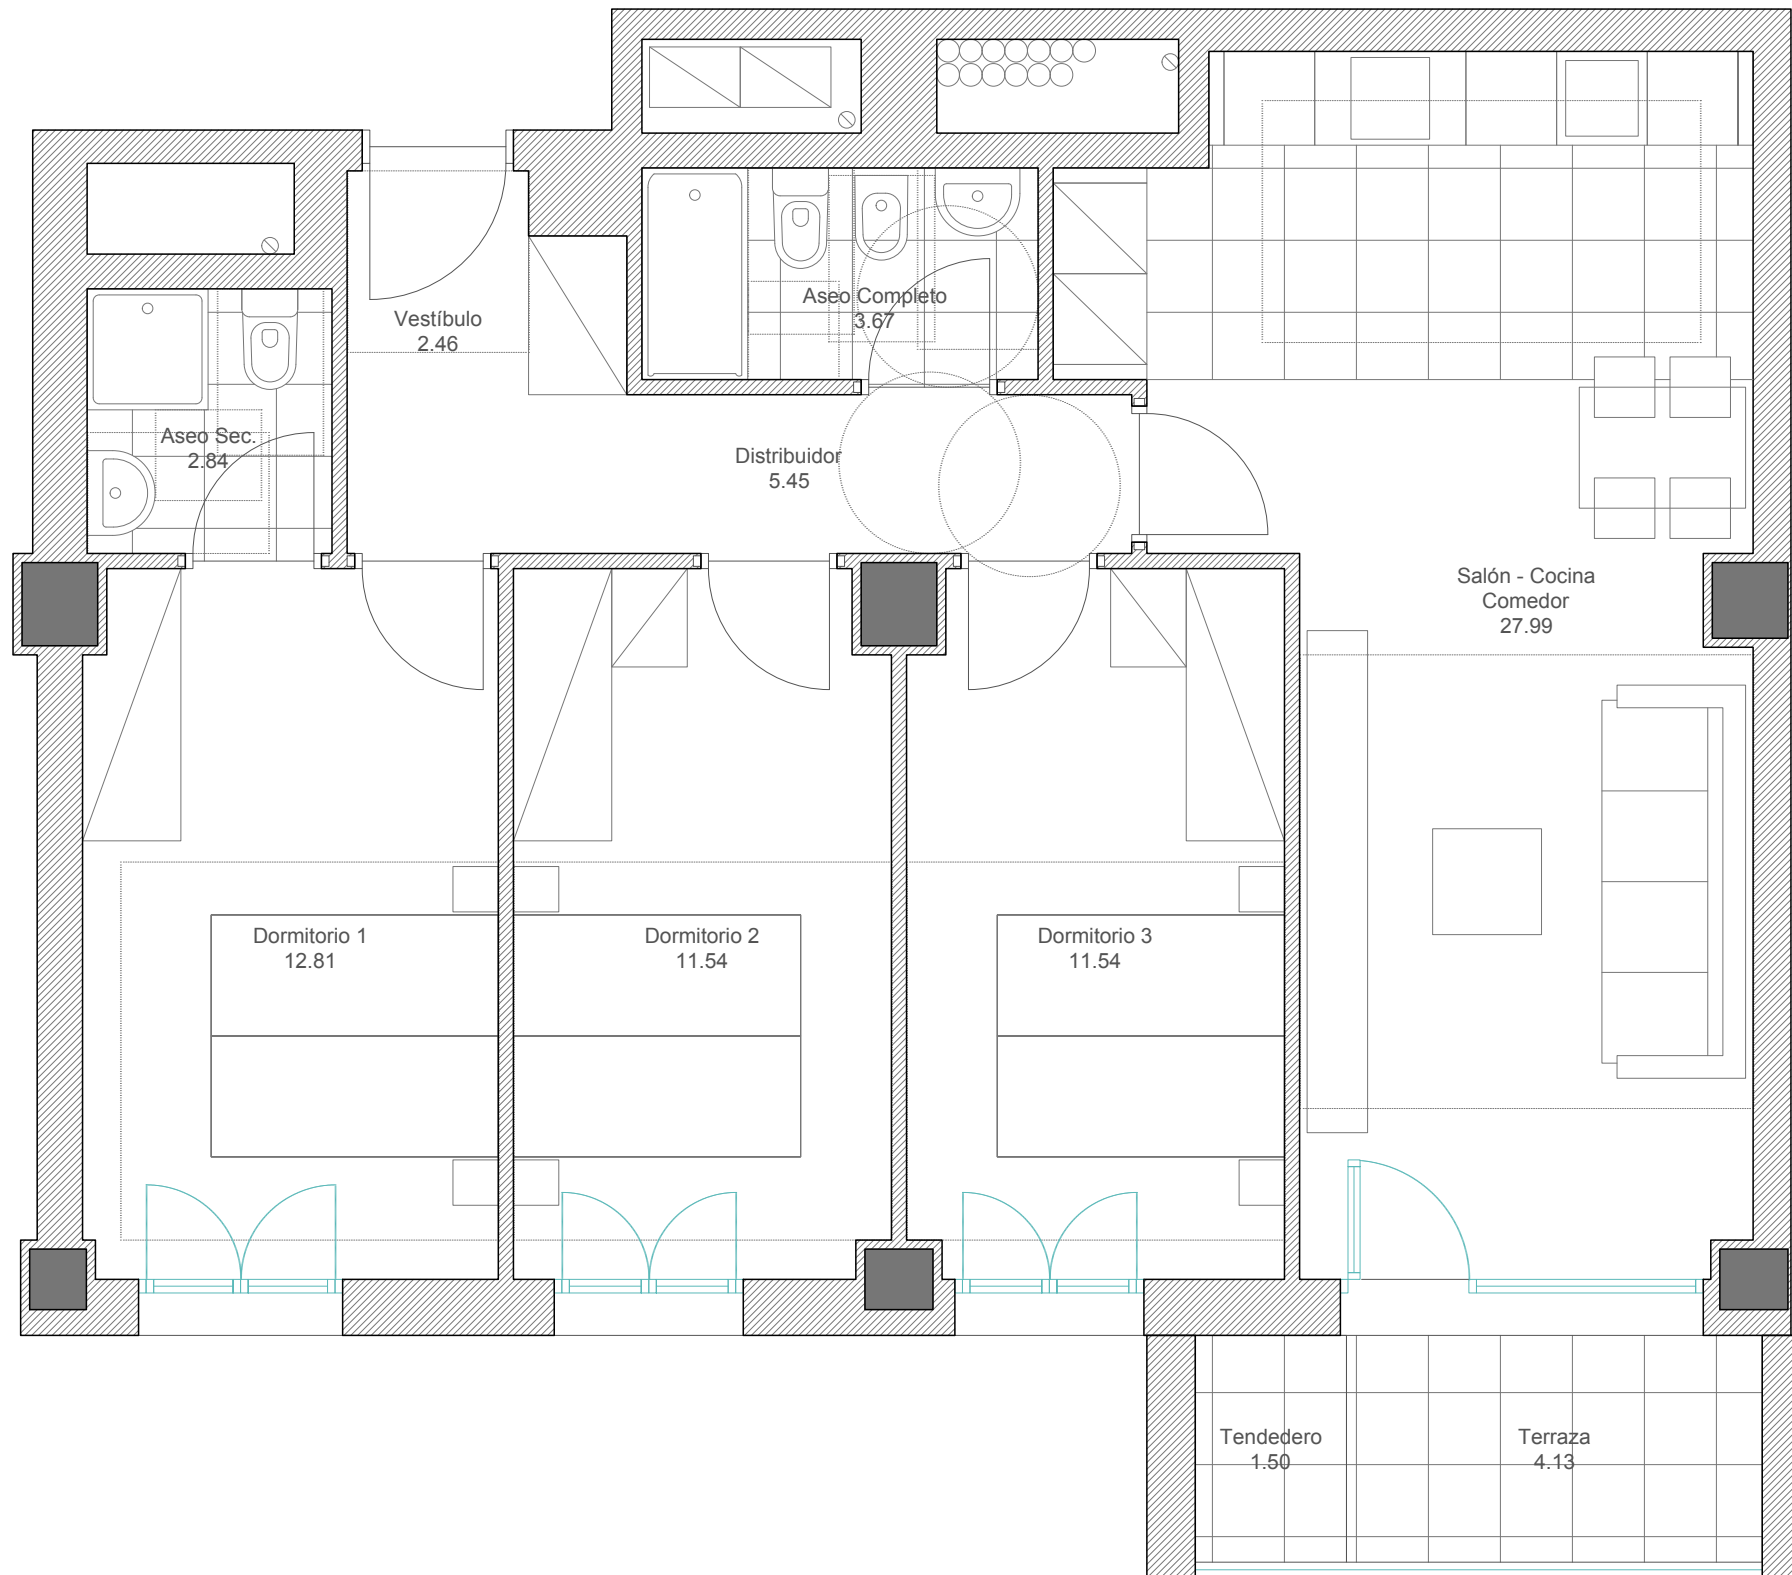 Vestíbulo
2.46
Aseo Completo
3.67
Aseo Sec.
2.84
Distribuidor
5.45
Salón - Cocina
Comedor
27.99
Dormitorio 1
12.81
Dormitorio 2
11.54
Dormitorio 3
11.54
Tendedero
1.50
Terraza
4.13